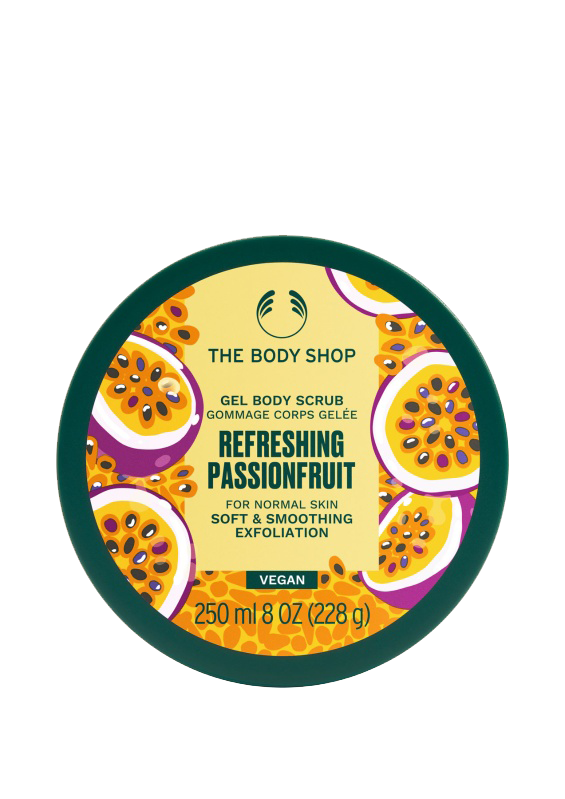 THE BODY SHOP
GEL BODY SCRUB
GOMMAGE CORPS GELÉE
REFRESHING
PASSIONFRUIT
FOR NORMAL SKIN
SOFT & SMOOTHING
EXFOLIATION
VEGAN
250 ml 8 OZ (228 g)